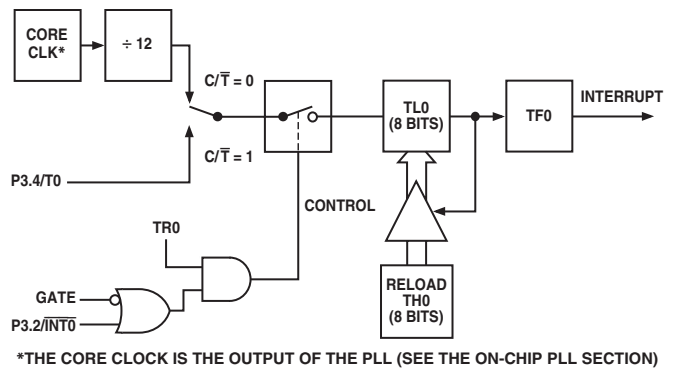 CORE
CLK*
÷ 12
C/T̅ = 0
TL0
(8 BITS)
TF0
INTERRUPT
C/T̅ = 1
P3.4/T0
CONTROL
TR0
RELOAD
TH0
(8 BITS)
GATE
P3.2/I̅N̅T̅0̅
*THE CORE CLOCK IS THE OUTPUT OF THE PLL (SEE THE ON-CHIP PLL SECTION)